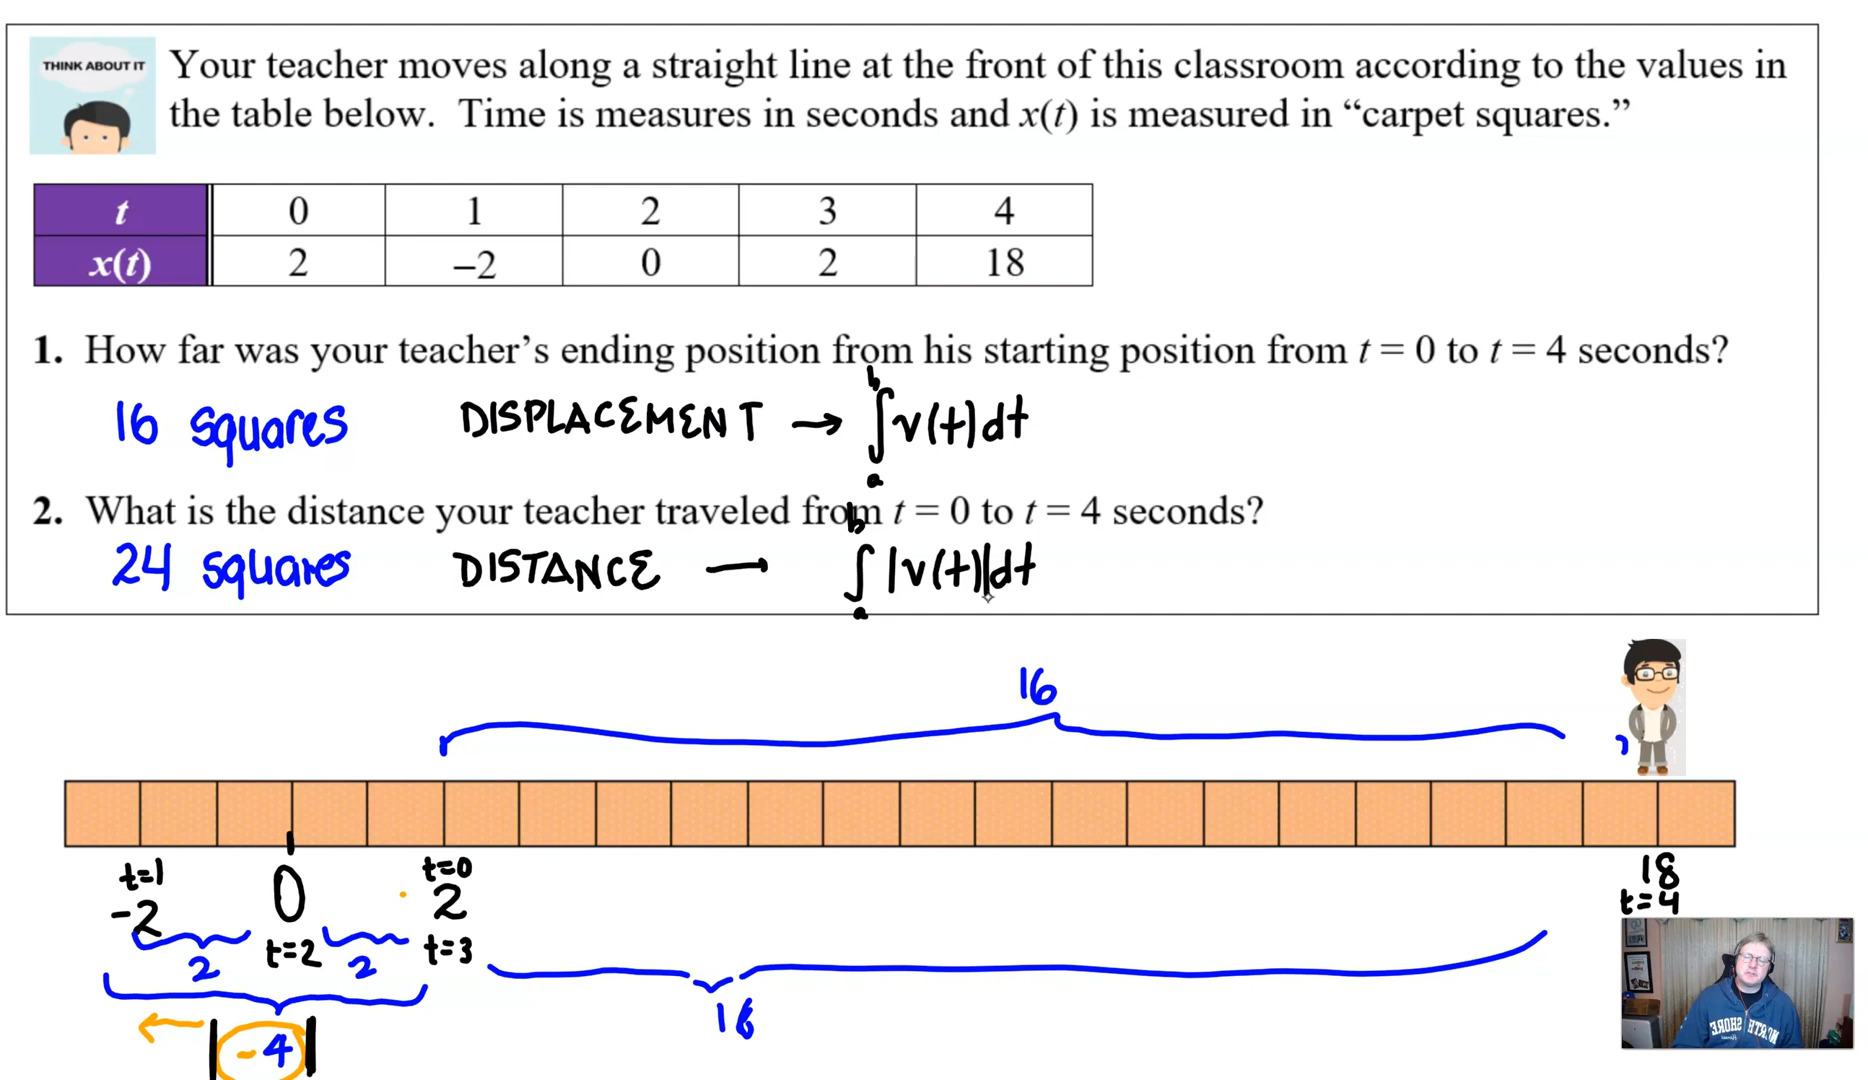 THINK ABOUT IT
Your teacher moves along a straight line at the front of this classroom according to the values in
the table below. Time is measures in seconds and x(t) is measured in “carpet squares.”
t 0 1 2 3 4
x(t) 2 –2 0 2 18
1. How far was your teacher’s ending position from his starting position from t = 0 to t = 4 seconds?
16 squares DISPLACEMENT → ∫ₐᵇ v(t)dt
2. What is the distance your teacher traveled from t = 0 to t = 4 seconds?
24 squares DISTANCE — ∫ₐᵇ |v(t)|dt
16
t=1 t=0 18
-2 0 2 t=4
t=2 t=3
2 2
16
|-4|
NORTH SHORE